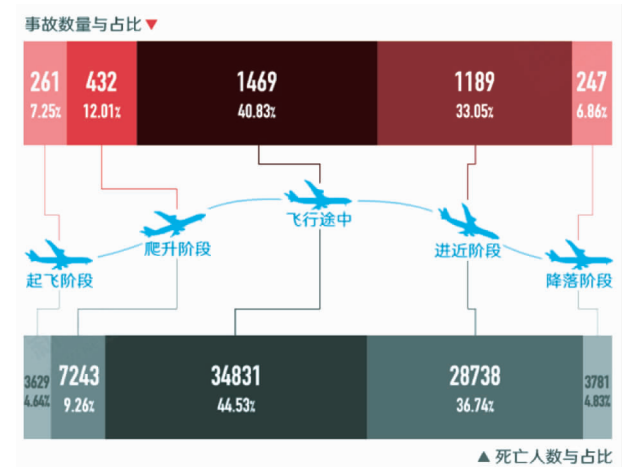 事故数量与占比▼
261 432 1469 1189 247
7.25% 12.01% 40.83% 33.05% 6.86%
飞行途中
爬升阶段 进近阶段
起飞阶段 降落阶段
3629 7243 34831 28738 3781
4.64% 9.26% 44.53% 36.74% 4.83%
▲死亡人数与占比